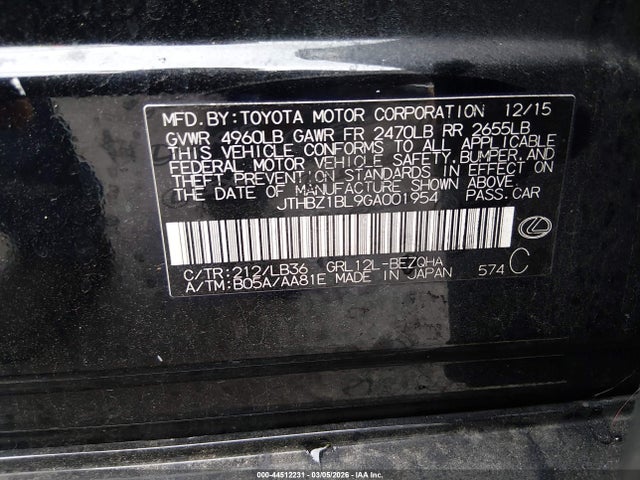 MFD.BY:TOYOTA MOTOR CORPORATION 12/15
GVWR 4960LB GAWR FR 2470LB RR 2655LB
THIS VEHICLE CONFORMS TO ALL APPLICABLE
FEDERAL MOTOR VEHICLE SAFETY,BUMPER,AND
THEFT PREVENTION STANDARDS IN EFFECT ON
THE DATE OF MANUFACTURE SHOWN ABOVE.
JTHBZ1BL9GA001954 PASS.CAR
C/TR:212/LB36 GRL12L-BEZQHA
A/TM:B05A/AA81E MADE IN JAPAN 574 C
000-44512231 - 03/05/2026 - © IAA Inc.